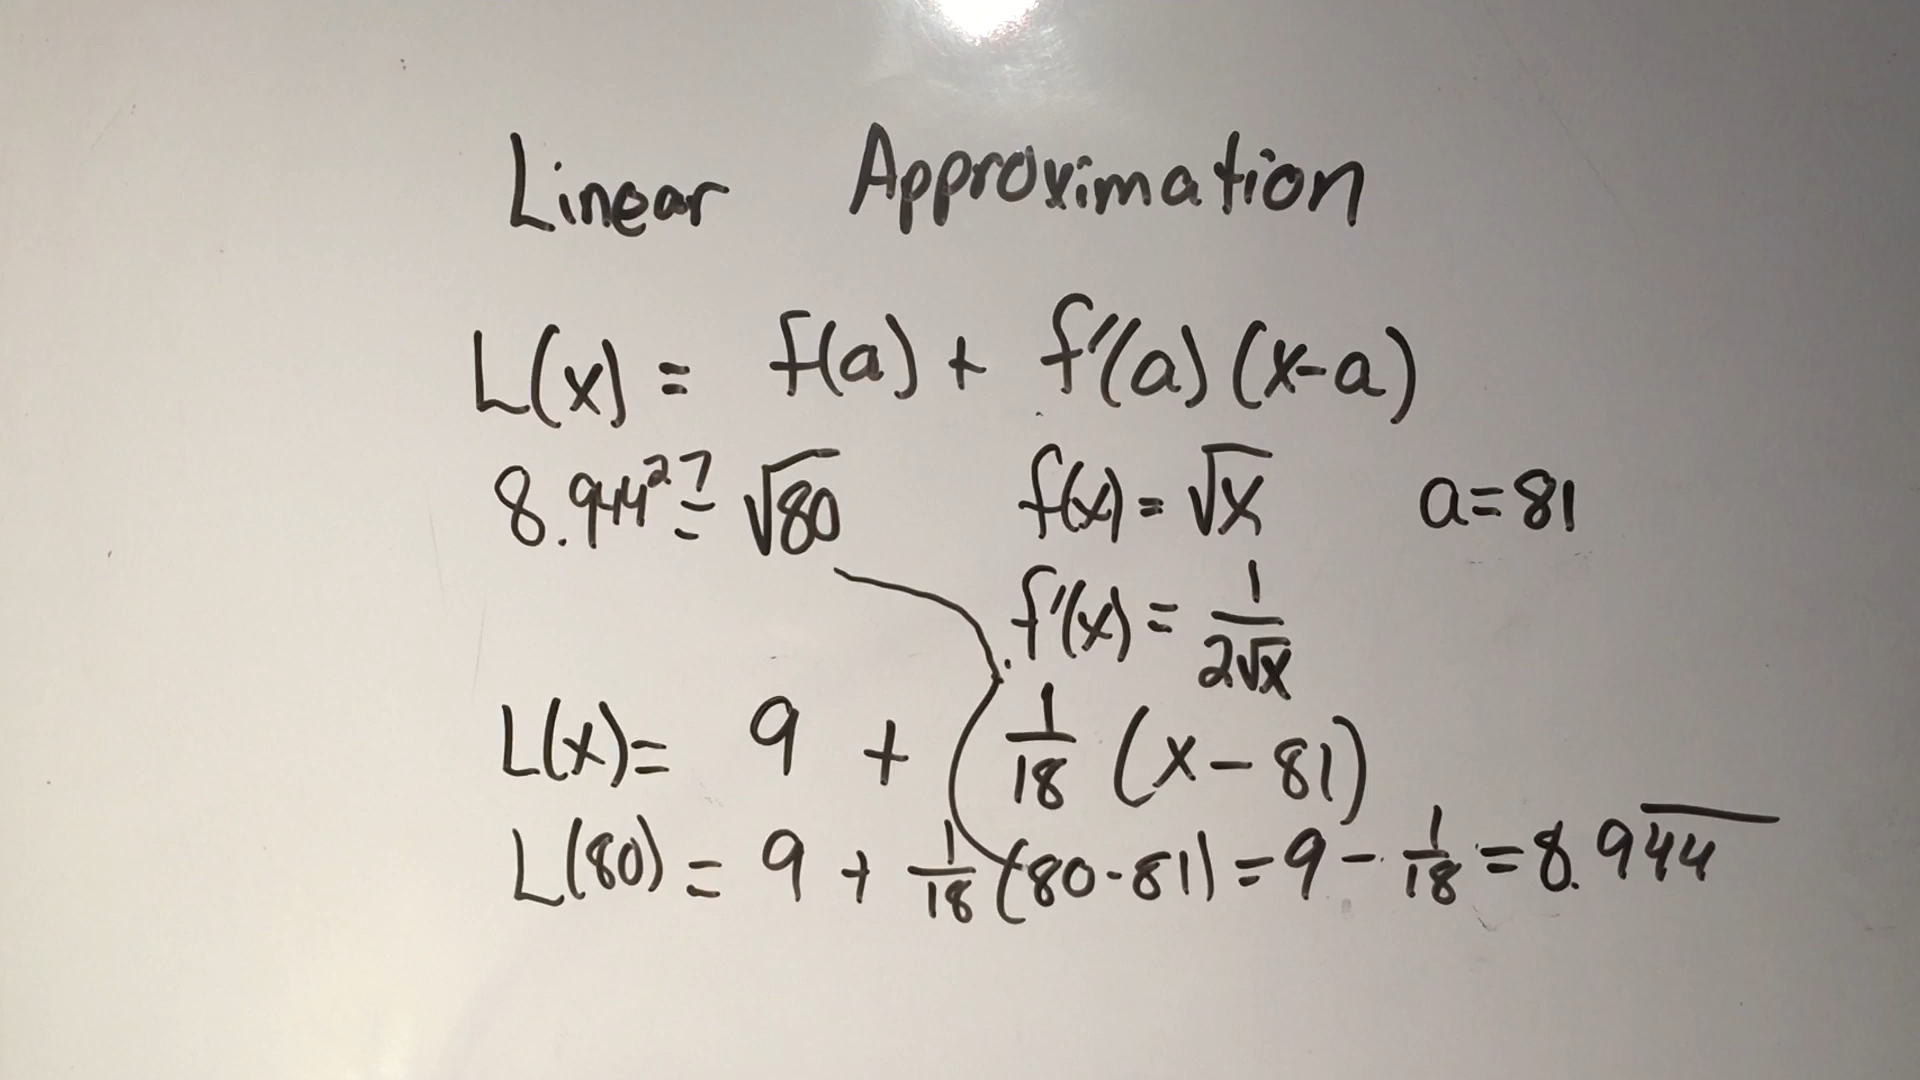 Linear Approximation
L(x) = f(a) + f'(a) (x-a)
8.944² ?= √80 f(x) = √x a=81
f'(x) = 1/(2√x)
L(x) = 9 + 1/18 (x-81)
L(80) = 9 + 1/18 (80-81) = 9 - 1/18 = 8.944̅